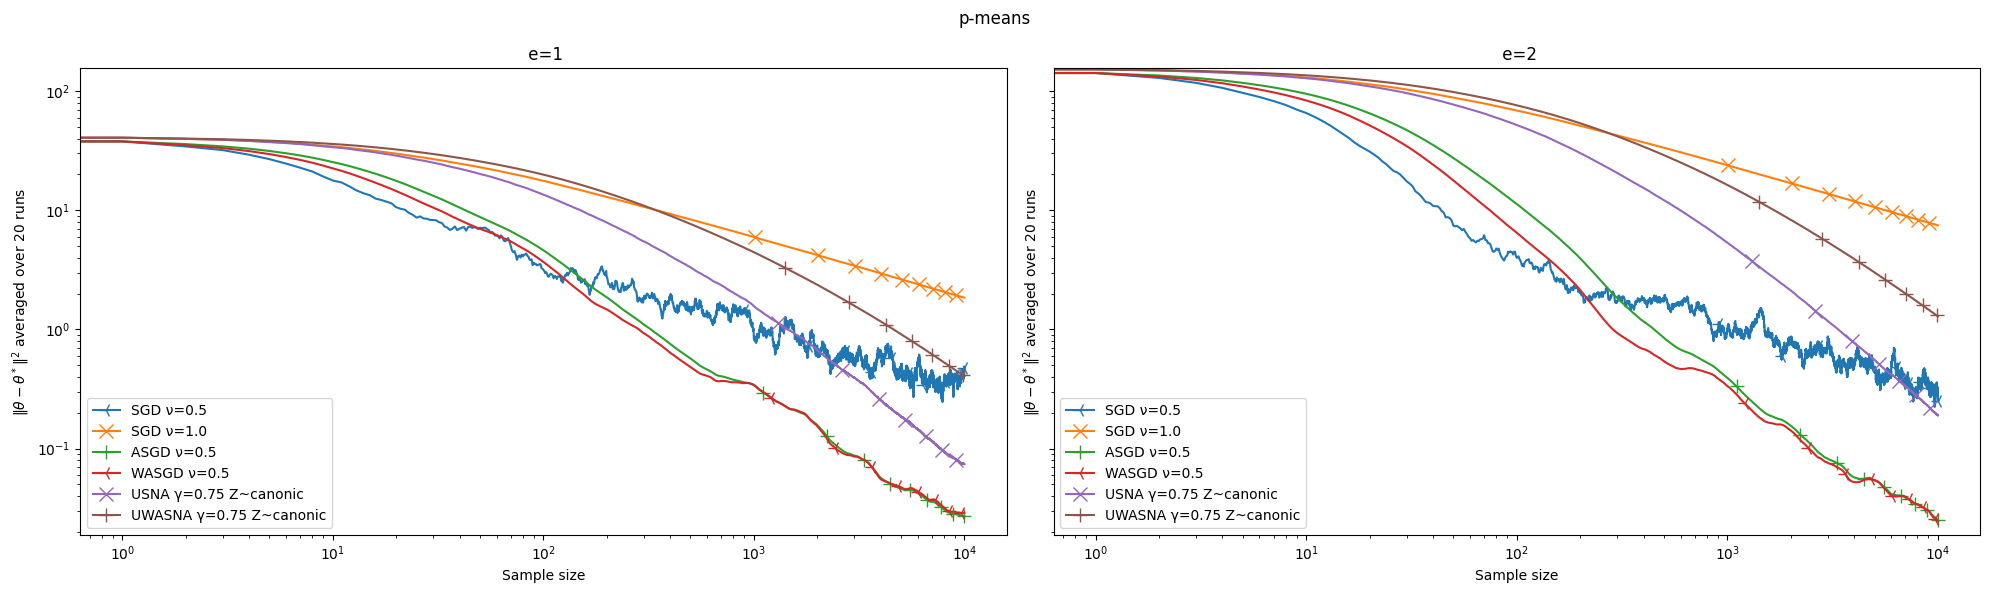 p-means
e=1
‖θ − θ*‖² averaged over 20 runs
10²
10¹
10⁰
10⁻¹
SGD ν=0.5
SGD ν=1.0
ASGD ν=0.5
WASGD ν=0.5
USNA γ=0.75 Z~canonic
UWASNA γ=0.75 Z~canonic
10⁰ 10¹ 10² 10³ 10⁴
Sample size
e=2
‖θ − θ*‖² averaged over 20 runs
SGD ν=0.5
SGD ν=1.0
ASGD ν=0.5
WASGD ν=0.5
USNA γ=0.75 Z~canonic
UWASNA γ=0.75 Z~canonic
10⁰ 10¹ 10² 10³ 10⁴
Sample size